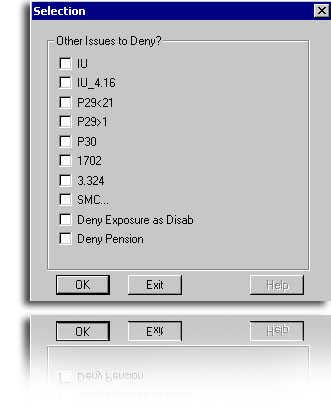 Selection
Other Issues to Deny?
IU
IU_4.16
P29<21
P29>1
P30
1702
3.324
SMC...
Deny Exposure as Disab
Deny Pension
OK Exit Help